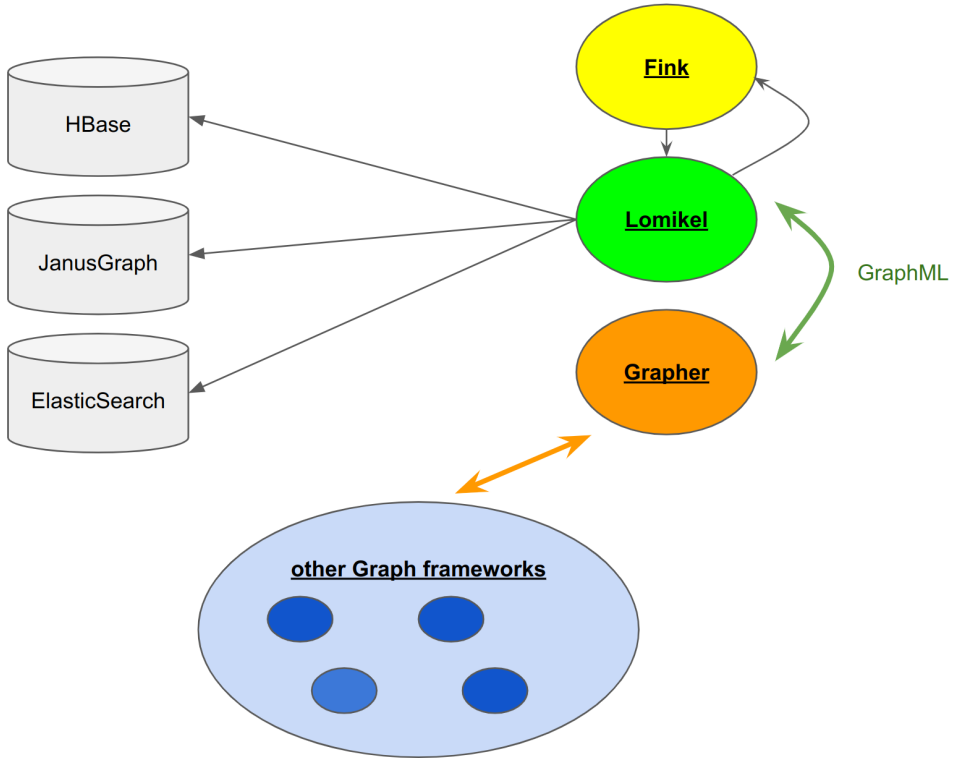 Fink
HBase
Lomikel
JanusGraph
GraphML
Grapher
ElasticSearch
other Graph frameworks